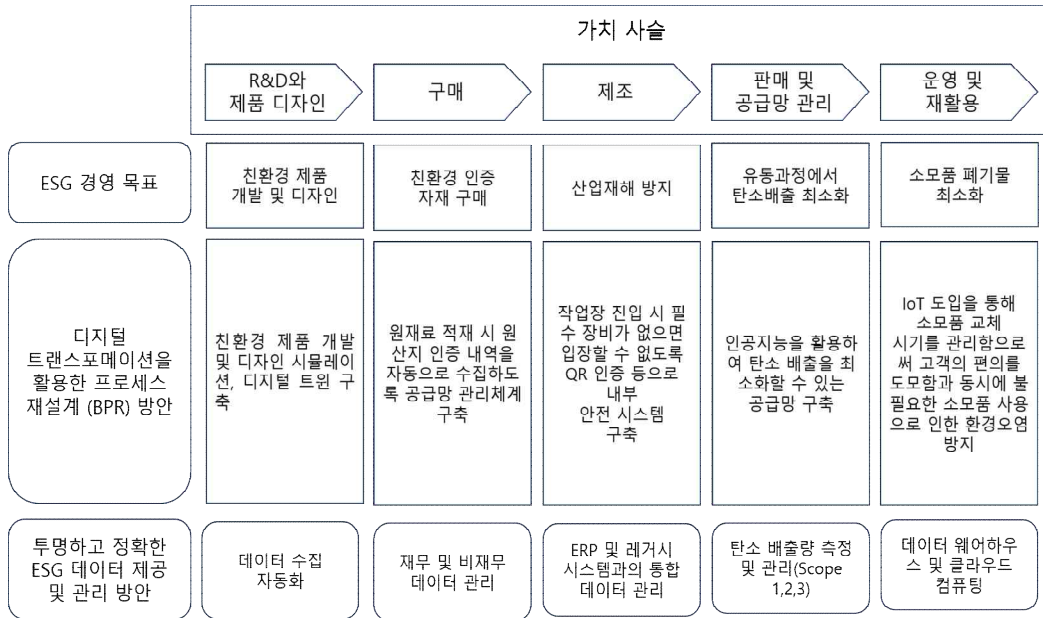 가치 사슬
R&D와
제품 디자인
구매
제조
판매 및
공급망 관리
운영 및
재활용
ESG 경영 목표
친환경 제품
개발 및 디자인
친환경 인증
자재 구매
산업재해 방지
유통과정에서
탄소배출 최소화
소모품 폐기물
최소화
디지털
트랜스포메이션을
활용한 프로세스
재설계 (BPR) 방안
친환경 제품 개발
및 디자인 시뮬레이
션, 디지털 트윈 구
축
원재료 적재 시 원
산지 인증 내역을
자동으로 수집하도
록 공급망 관리체계
구축
작업장 진입 시 필
수 장비가 없으면
입장할 수 없도록
QR 인증 등으로
내부
안전 시스템
구축
인공지능을 활용하
여 탄소 배출을 최
소화할 수 있는
공급망 구축
IoT 도입을 통해
소모품 교체
시기를 관리함으로
써 고객의 편의를
도모함과 동시에 불
필요한 소모품 사용
으로 인한 환경오염
방지
투명하고 정확한
ESG 데이터 제공
및 관리 방안
데이터 수집
자동화
재무 및 비재무
데이터 관리
ERP 및 레거시
시스템과의 통합
데이터 관리
탄소 배출량 측정
및 관리(Scope
1,2,3)
데이터 웨어하우
스 및 클라우드
컴퓨팅